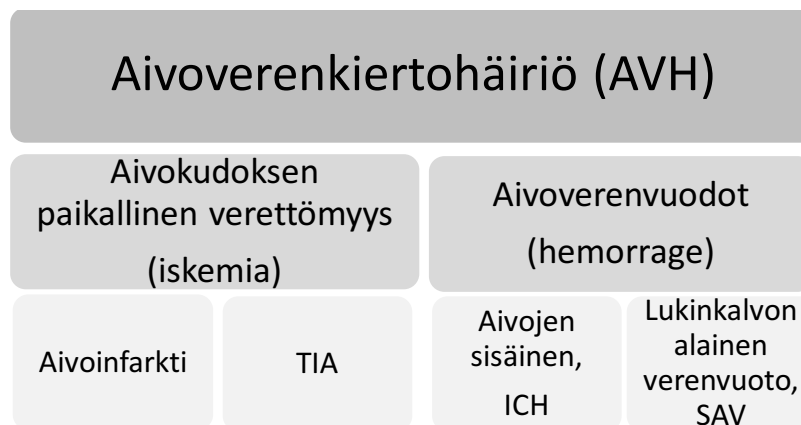 Aivoverenkiertohäiriö (AVH)
Aivokudoksen
paikallinen verettömyys
(iskemia)
Aivoverenvuodot
(hemorrage)
Aivoinfarkti
TIA
Aivojen
sisäinen,
ICH
Lukinkalvon
alainen
verenvuoto,
SAV